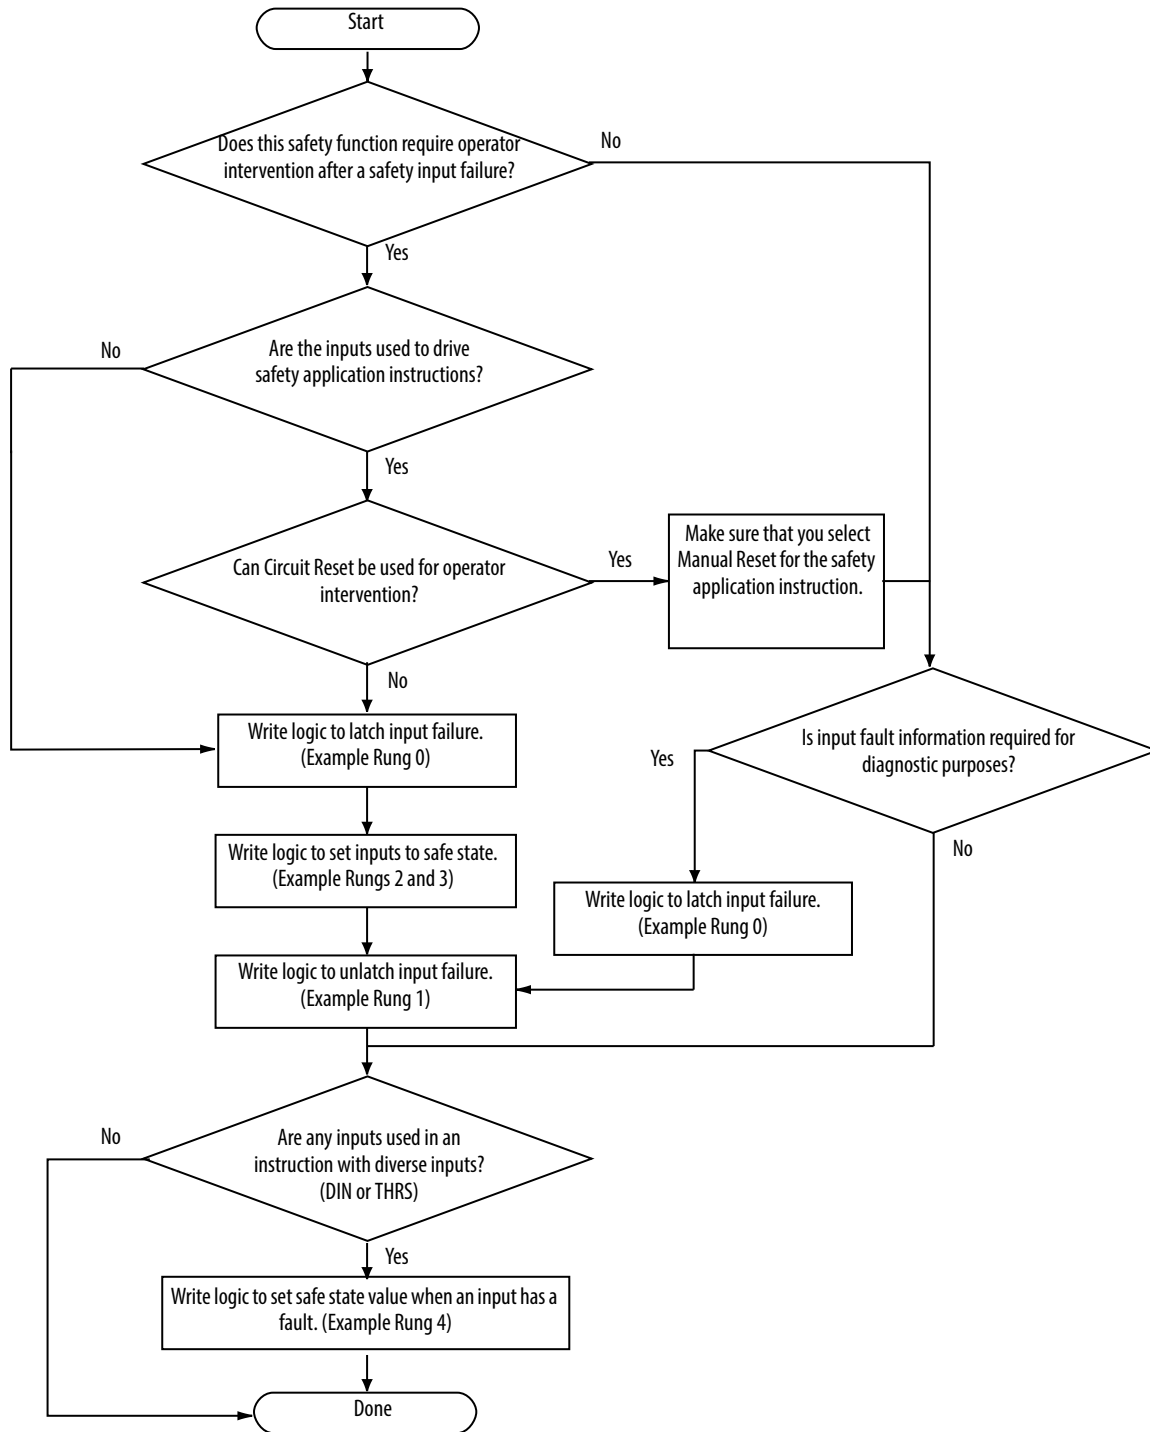 Start
Does this safety function require operator
intervention after a safety input failure?
No
Yes
No
Are the inputs used to drive
safety application instructions?
Yes
Can Circuit Reset be used for operator
intervention?
Yes
Make sure that you select
Manual Reset for the safety
application instruction.
No
Write logic to latch input failure.
(Example Rung 0)
Is input fault information required for
diagnostic purposes?
Yes
No
Write logic to set inputs to safe state.
(Example Rungs 2 and 3)
Write logic to latch input failure.
(Example Rung 0)
Write logic to unlatch input failure.
(Example Rung 1)
No
Are any inputs used in an
instruction with diverse inputs?
(DIN or THRS)
Yes
Write logic to set safe state value when an input has a
fault. (Example Rung 4)
Done